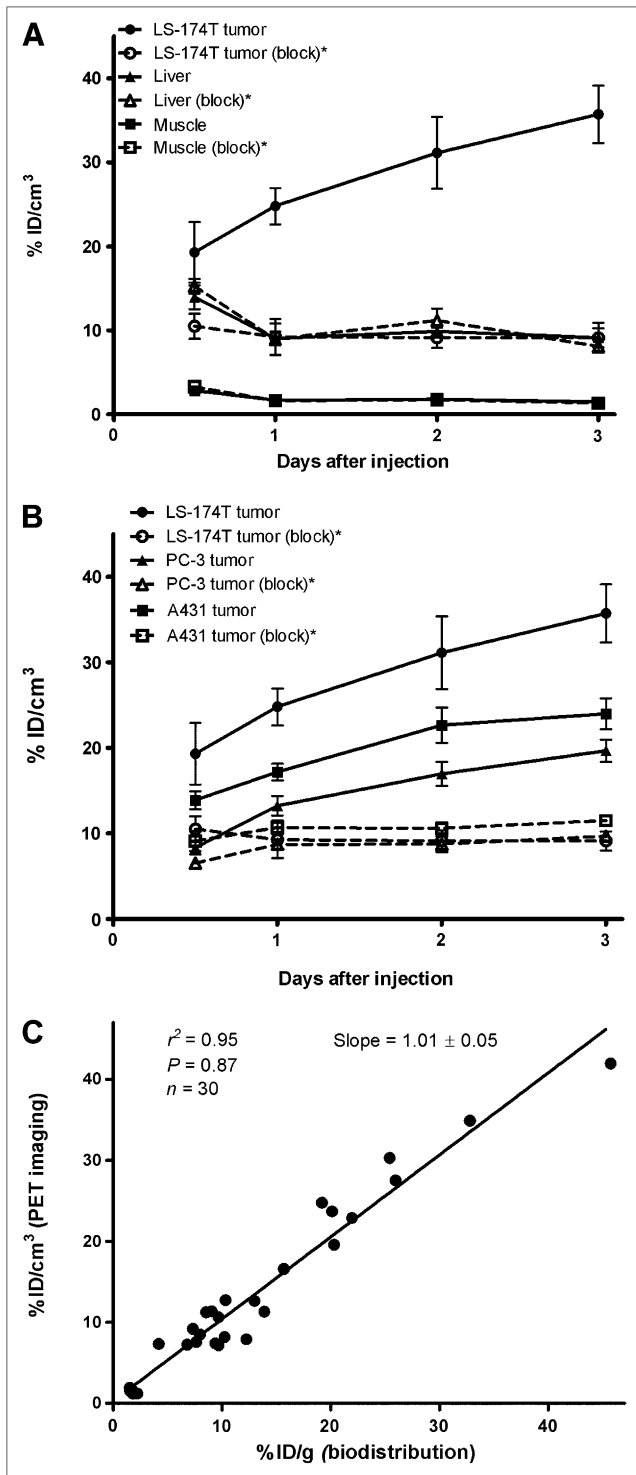 A
LS-174T tumor
LS-174T tumor (block)*
Liver
Liver (block)*
Muscle
Muscle (block)*
% ID/cm³
40
30
20
10
0
0 1 2 3
Days after injection
B
LS-174T tumor
LS-174T tumor (block)*
PC-3 tumor
PC-3 tumor (block)*
A431 tumor
A431 tumor (block)*
% ID/cm³
40
30
20
10
0
0 1 2 3
Days after injection
C
r² = 0.95
P = 0.87
n = 30
Slope = 1.01 ± 0.05
%ID/cm³ (PET imaging)
40
30
20
10
0
0 10 20 30 40
%ID/g (biodistribution)